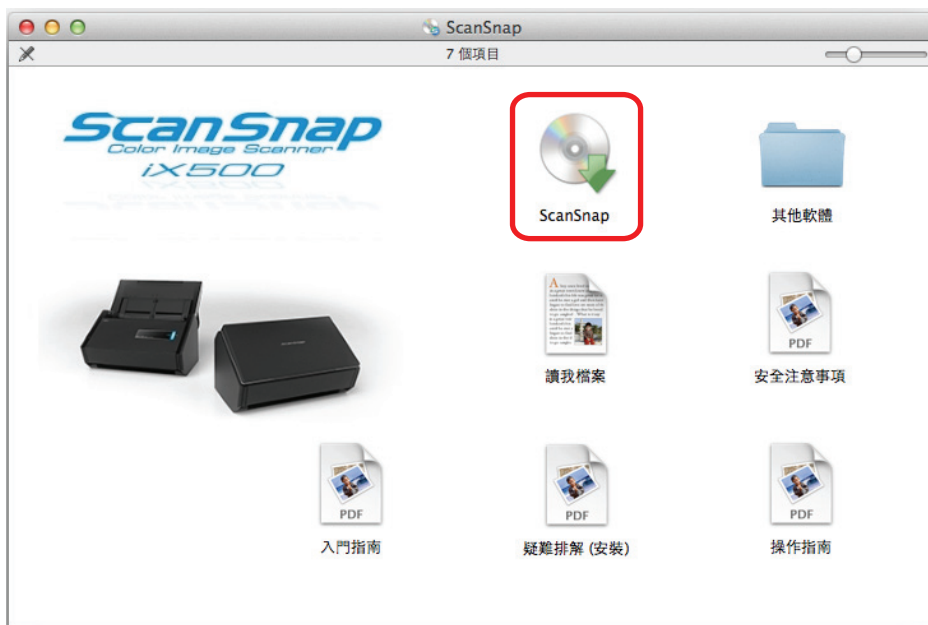 ScanSnap
7 個項目
ScanSnap
Color Image Scanner
iX500
ScanSnap
其他軟體
讀我檔案
PDF
安全注意事項
PDF
入門指南
PDF
疑難排解 (安裝)
PDF
操作指南